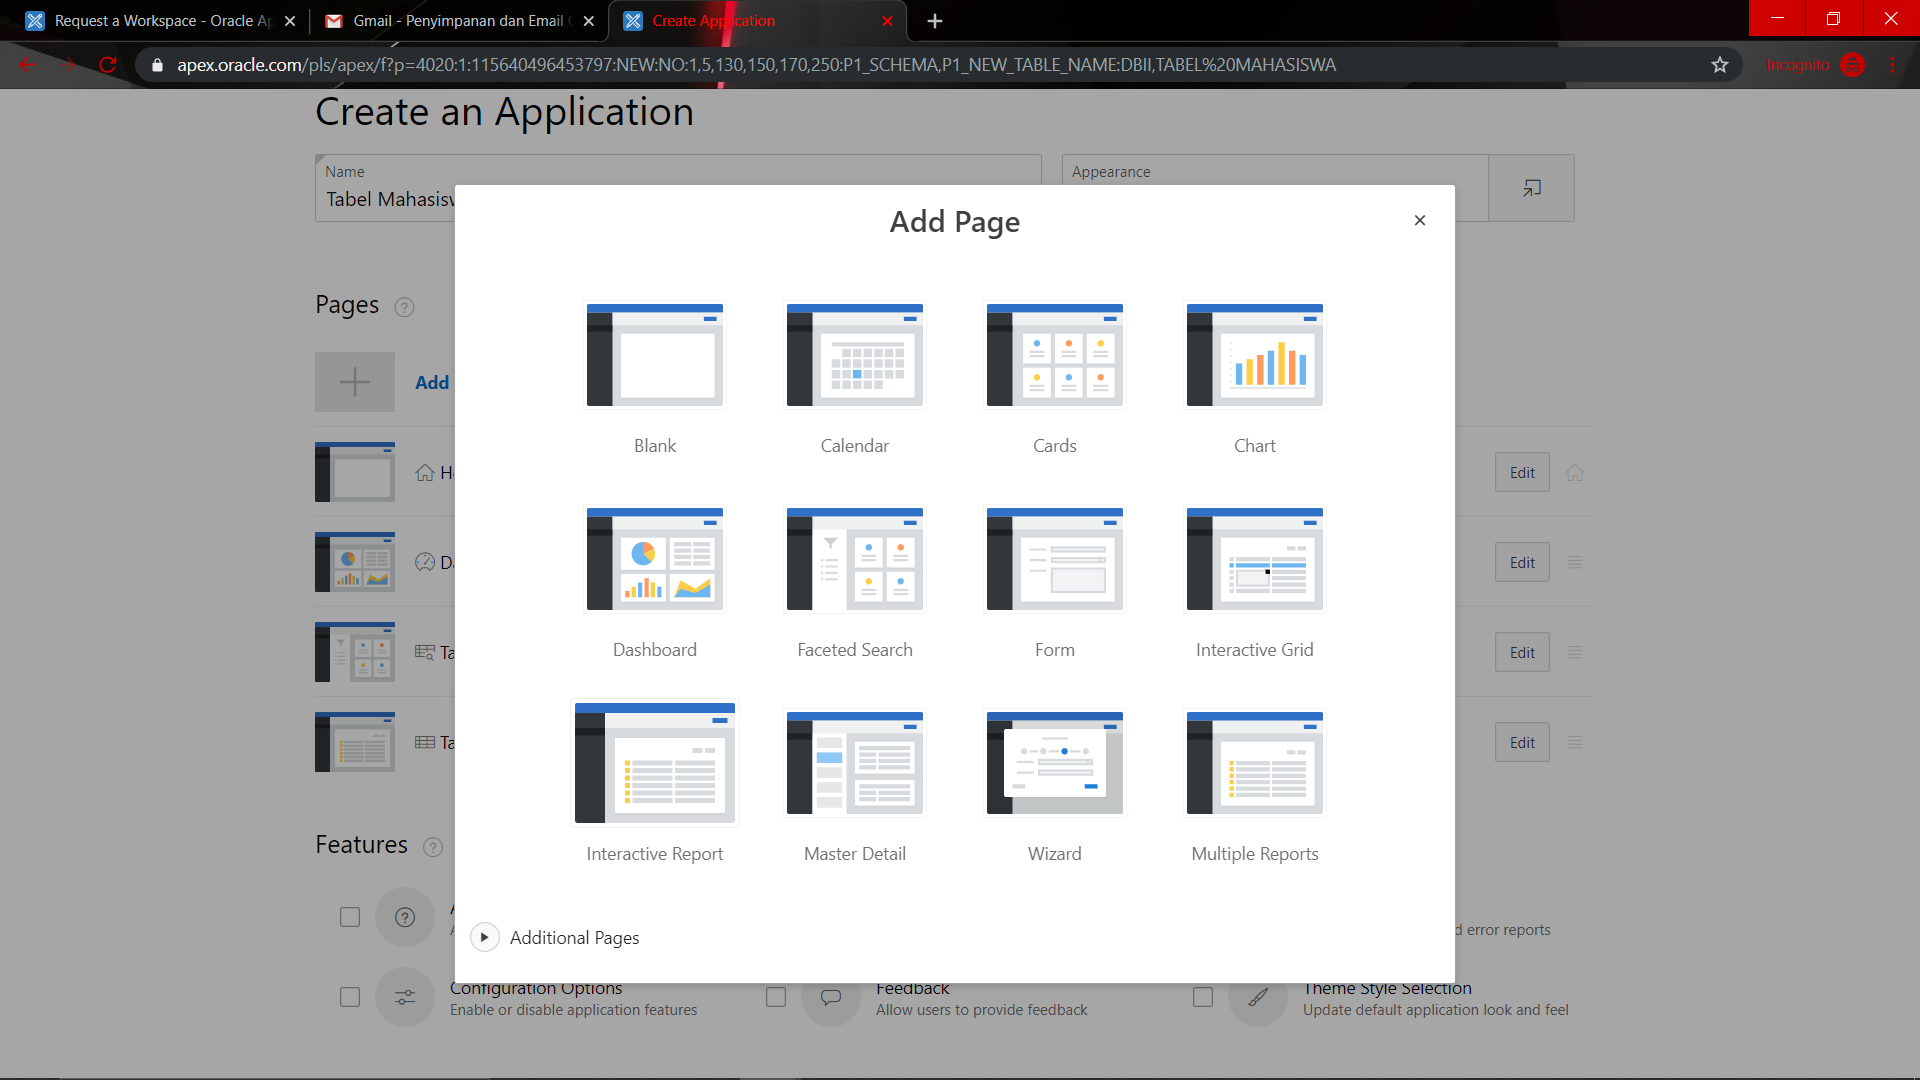 Request a Workspace - Oracle Ap
Gmail - Penyimpanan dan Email
Create Application
apex.oracle.com/pls/apex/f?p=4020:1:115640496453797:NEW:NO:1,5,130,150,170,250:P1_SCHEMA,P1_NEW_TABLE_NAME:DBII,TABEL%20MAHASISWA
Incognito
Create an Application
Name
Appearance
Tabel Mahasisw
Add Page
Pages
Add
Blank
Calendar
Cards
Chart
Edit
Edit
Dashboard
Faceted Search
Form
Interactive Grid
Edit
Edit
Interactive Report
Master Detail
Wizard
Multiple Reports
Features
Additional Pages
d error reports
Configuration Options
Enable or disable application features
Feedback
Allow users to provide feedback
Theme Style Selection
Update default application look and feel